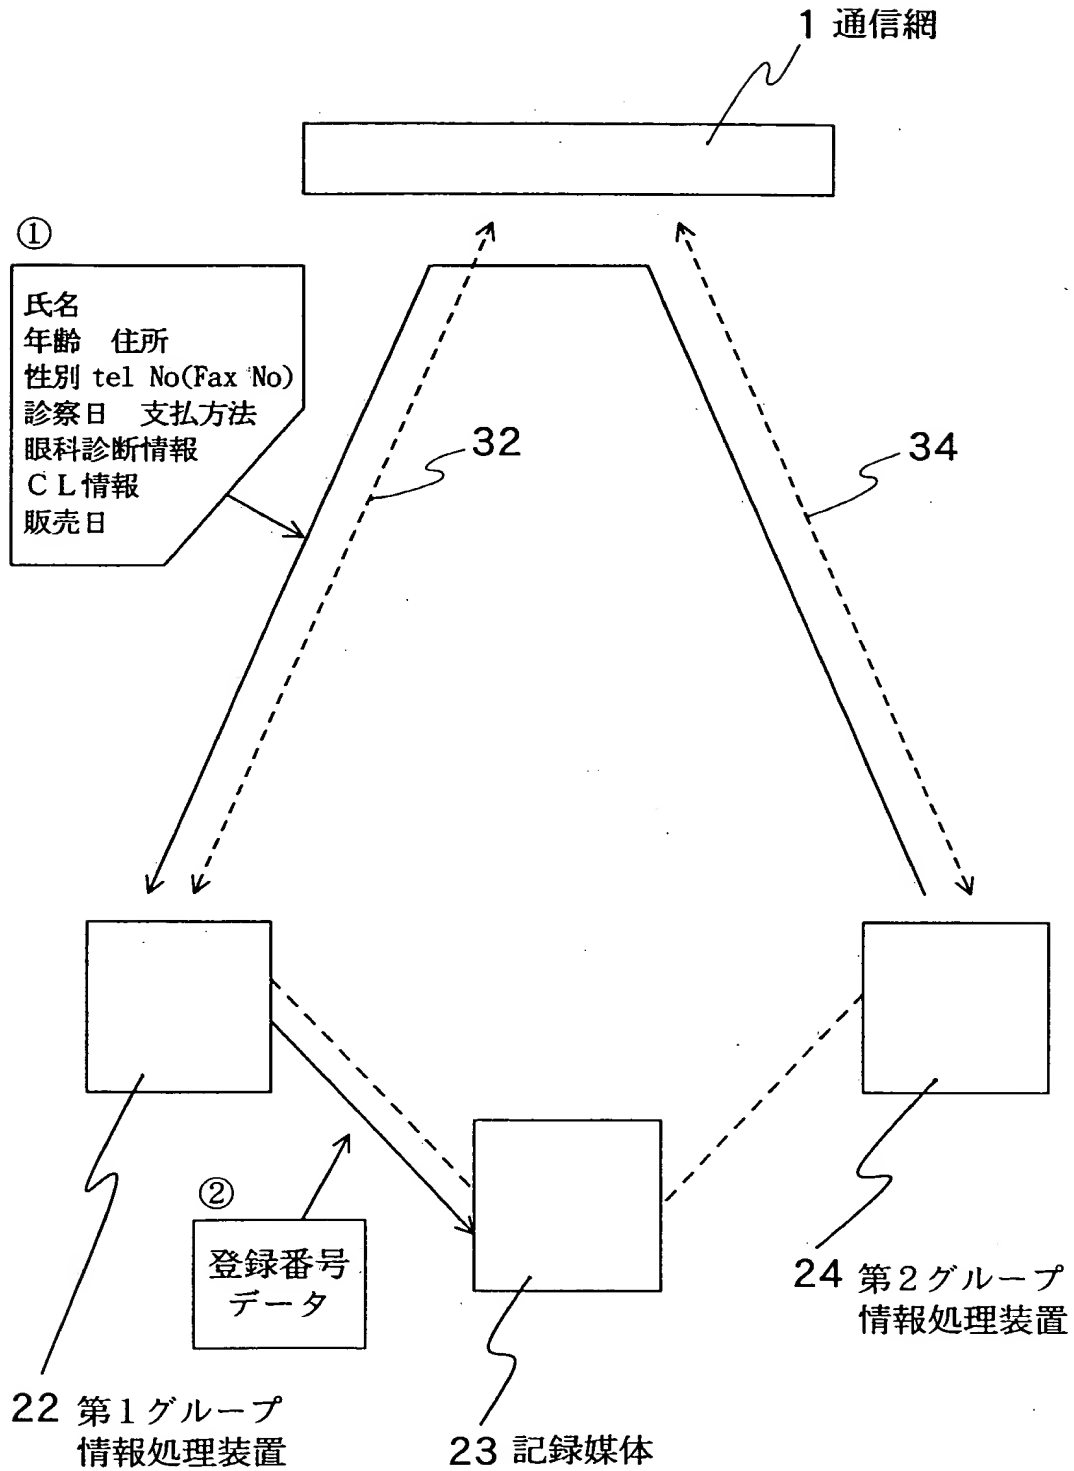 1 通信網
①
氏名
年齢 住所
性別 tel No(Fax No)
診察日 支払方法
眼科診断情報
CL情報
販売日
32
34
②
登録番号
データ
24 第2グループ
情報処理装置
22 第1グループ
情報処理装置
23 記録媒体